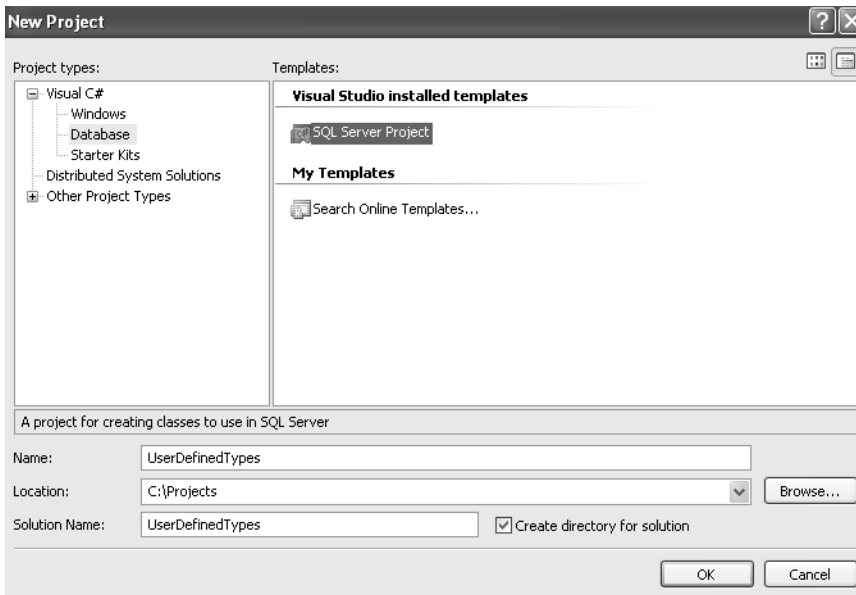 New Project
Project types:
Templates:
Visual C#
Windows
Database
Starter Kits
Distributed System Solutions
Other Project Types
Visual Studio installed templates
SQL Server Project
My Templates
Search Online Templates...
A project for creating classes to use in SQL Server
Name:
UserDefinedTypes
Location:
C:\Projects
Browse...
Solution Name:
UserDefinedTypes
Create directory for solution
OK
Cancel